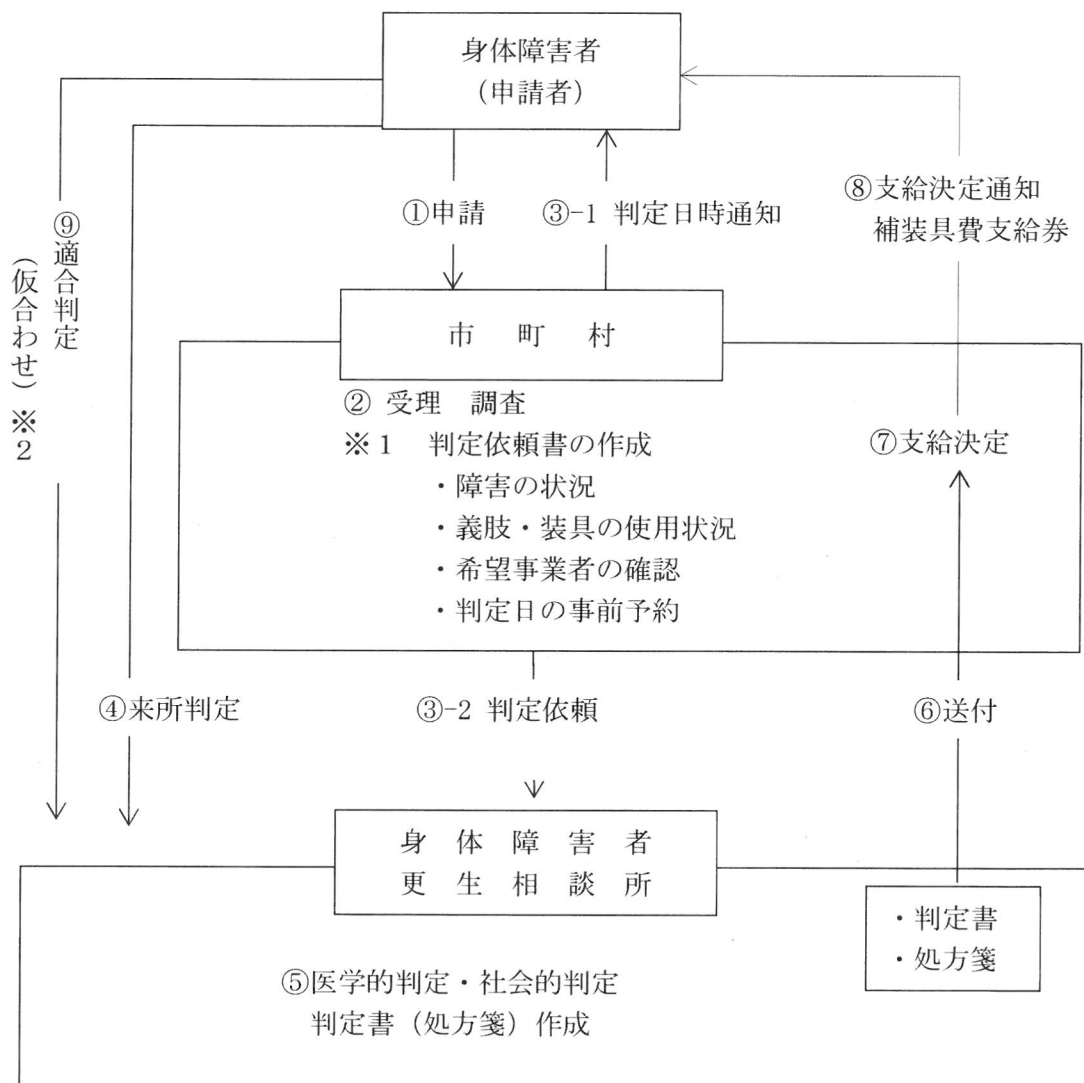 身体障害者
（申請者）
①申請
③-1 判定日時通知
⑧支給決定通知
補装具費支給券
⑨適合判定
（仮合わせ）※2
市町村
② 受理　調査
※1　判定依頼書の作成
・障害の状況
・義肢・装具の使用状況
・希望事業者の確認
・判定日の事前予約
⑦支給決定
④来所判定
③-2 判定依頼
⑥送付
身体障害者
更生相談所
・判定書
・処方箋
⑤医学的判定・社会的判定
判定書（処方箋）作成